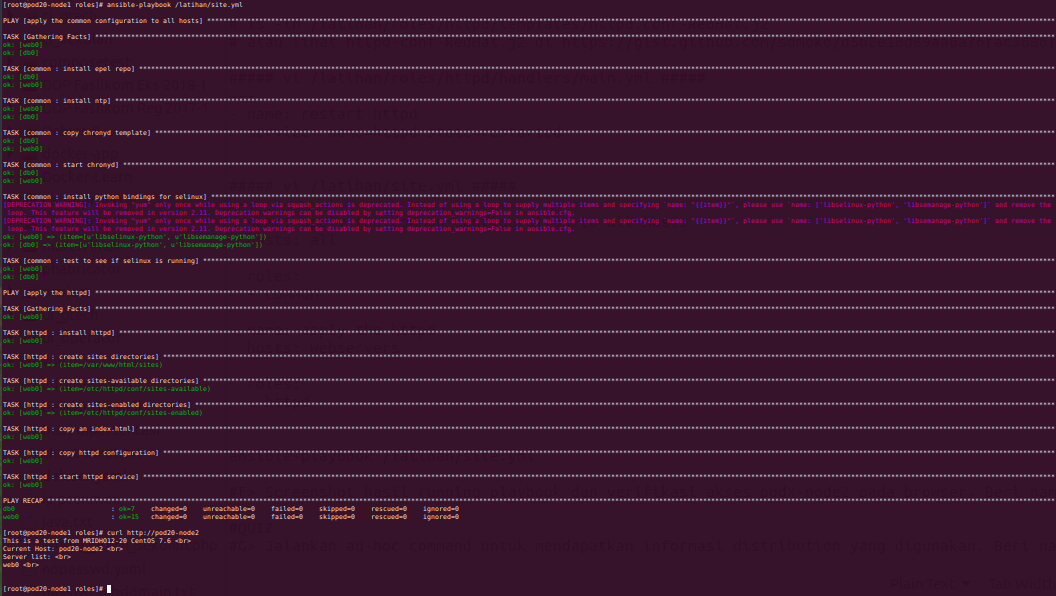 [root@pod20-node1 roles]# ansible-playbook /latihan/site.yml
PLAY [apply the common configuration to all hosts] ****
TASK [Gathering Facts] ****
ok: [web0]
ok: [db0]
TASK [common : install epel repo] ****
ok: [db0]
ok: [web0]
TASK [common : install ntp] ****
ok: [web0]
ok: [db0]
TASK [common : copy chronyd template] ****
ok: [db0]
ok: [web0]
TASK [common : start chronyd] ****
ok: [db0]
ok: [web0]
TASK [common : install python bindings for selinux] ****
[DEPRECATION WARNING]: Invoking "yum" only once while using a loop via squash_actions is deprecated. Instead of using a loop to supply multiple items and specifying `name: "{{item}}"`, please use `name: ['libselinux-python', 'libsemanage-python']` and remove the
loop. This feature will be removed in version 2.11. Deprecation warnings can be disabled by setting deprecation_warnings=False in ansible.cfg.
[DEPRECATION WARNING]: Invoking "yum" only once while using a loop via squash_actions is deprecated. Instead of using a loop to supply multiple items and specifying `name: "{{item}}"`, please use `name: ['libselinux-python', 'libsemanage-python']` and remove the
loop. This feature will be removed in version 2.11. Deprecation warnings can be disabled by setting deprecation_warnings=False in ansible.cfg.
ok: [web0] => (item=[u'libselinux-python', u'libsemanage-python'])
ok: [db0] => (item=[u'libselinux-python', u'libsemanage-python'])
TASK [common : test to see if selinux is running] ****
ok: [web0]
ok: [db0]
PLAY [apply the httpd] ****
TASK [Gathering Facts] ****
ok: [web0]
TASK [httpd : install httpd] ****
ok: [web0]
TASK [httpd : create sites directories] ****
ok: [web0] => (item=/var/www/html/sites)
TASK [httpd : create sites-available directories] ****
ok: [web0] => (item=/etc/httpd/conf/sites-available)
TASK [httpd : create sites-enabled directories] ****
ok: [web0] => (item=/etc/httpd/conf/sites-enabled)
TASK [httpd : copy an index.html] ****
ok: [web0]
TASK [httpd : copy httpd configuration] ****
ok: [web0]
TASK [httpd : start httpd service] ****
ok: [web0]
PLAY RECAP ****
db0 : ok=7 changed=0 unreachable=0 failed=0 skipped=0 rescued=0 ignored=0
web0 : ok=15 changed=0 unreachable=0 failed=0 skipped=0 rescued=0 ignored=0
[root@pod20-node1 roles]# curl http://pod20-node2
This is a test from MRIDHO12-20 CentOS 7.6 <br>
Current Host: pod20-node2 <br>
Server list: <br>
web0 <br>
[root@pod20-node1 roles]#